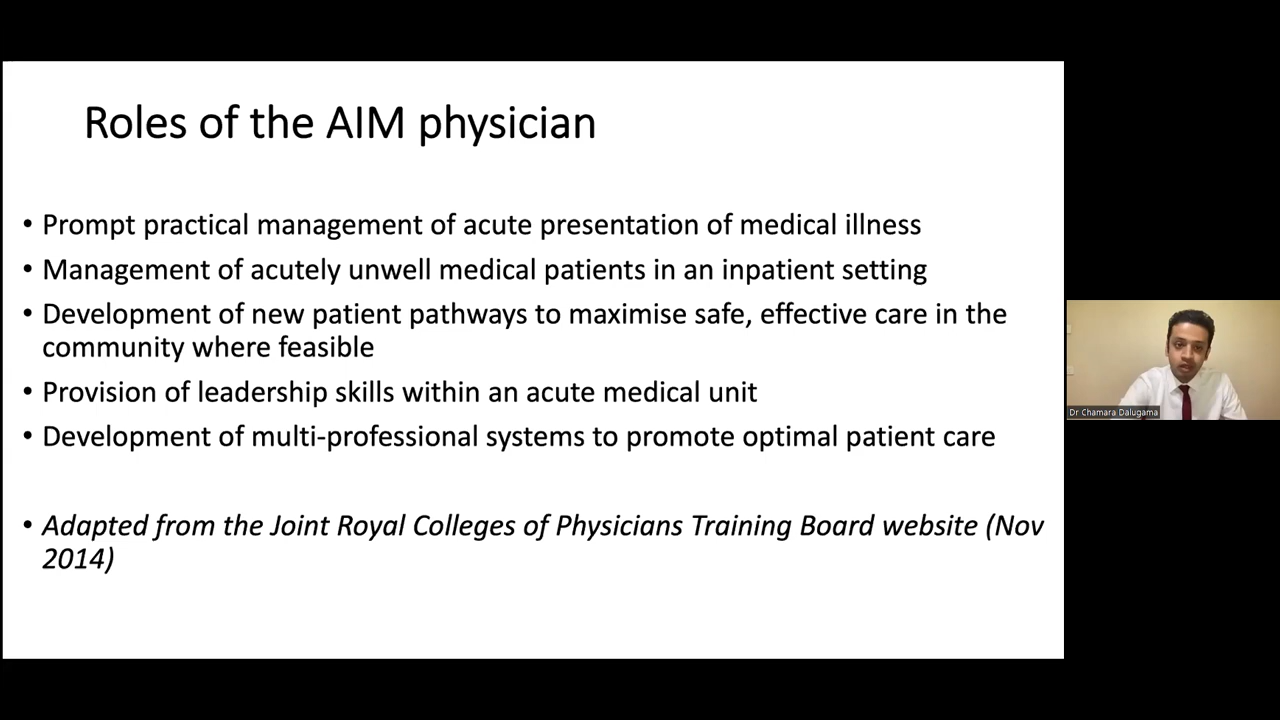 Roles of the AIM physician
• Prompt practical management of acute presentation of medical illness
• Management of acutely unwell medical patients in an inpatient setting
• Development of new patient pathways to maximise safe, effective care in the
community where feasible
• Provision of leadership skills within an acute medical unit
• Development of multi-professional systems to promote optimal patient care
• Adapted from the Joint Royal Colleges of Physicians Training Board website (Nov
2014)
Dr Chamara Dalugama